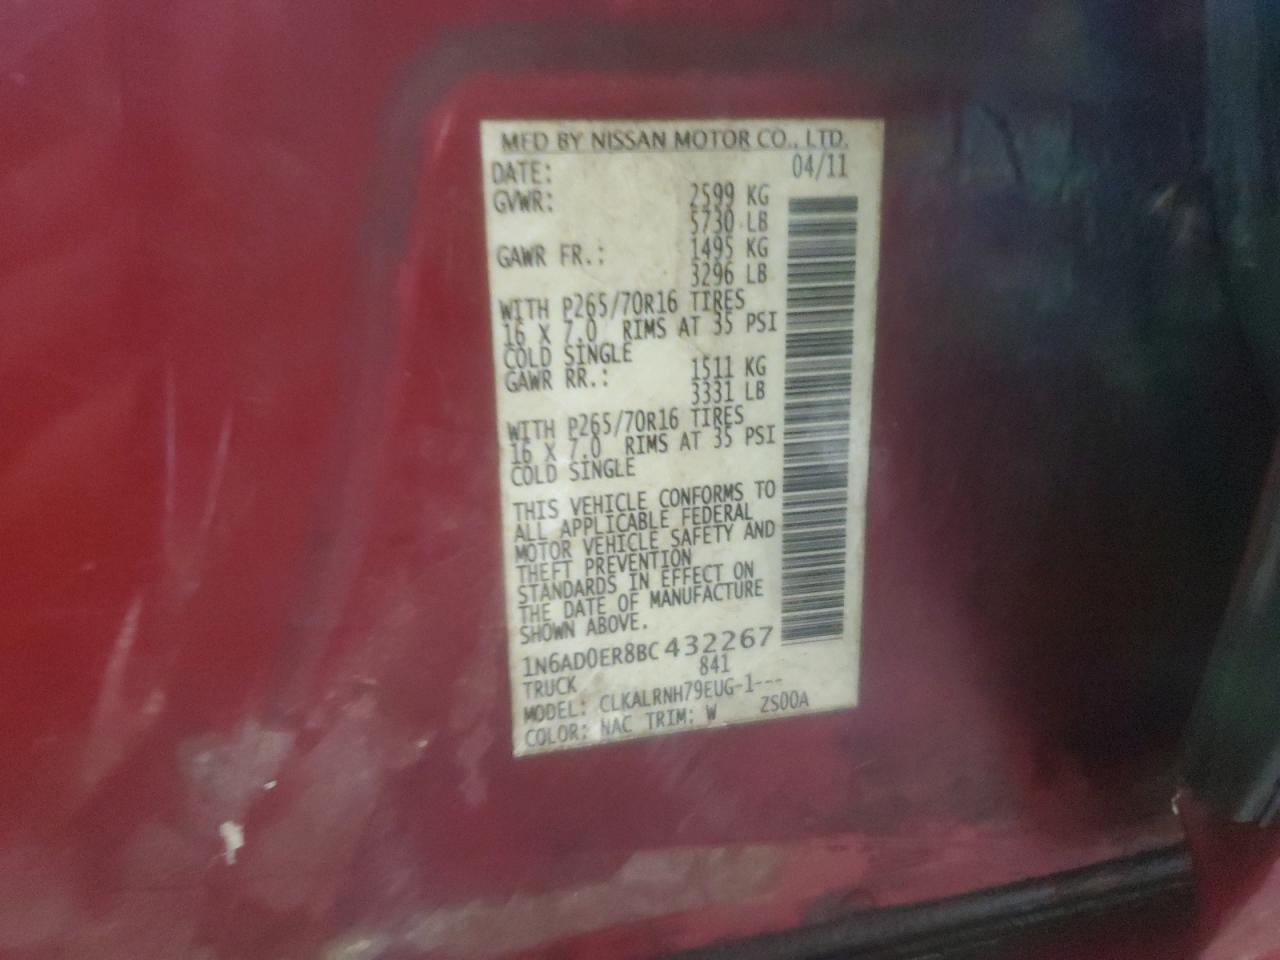 MFD BY NISSAN MOTOR CO., LTD.
DATE: 04/11
GVWR: 2599 KG
5730 LB
GAWR FR.: 1495 KG
3296 LB
WITH P265/70R16 TIRES
16 X 7.0 RIMS AT 35 PSI
COLD SINGLE
GAWR RR.: 1511 KG
3331 LB
WITH P265/70R16 TIRES
16 X 7.0 RIMS AT 35 PSI
COLD SINGLE
THIS VEHICLE CONFORMS TO
ALL APPLICABLE FEDERAL
MOTOR VEHICLE SAFETY AND
THEFT PREVENTION
STANDARDS IN EFFECT ON
THE DATE OF MANUFACTURE
SHOWN ABOVE.
1N6AD0ER8BC 432267
TRUCK 841
MODEL: CLKALRNH79EUG-1---
COLOR: NAC TRIM: W ZS00A